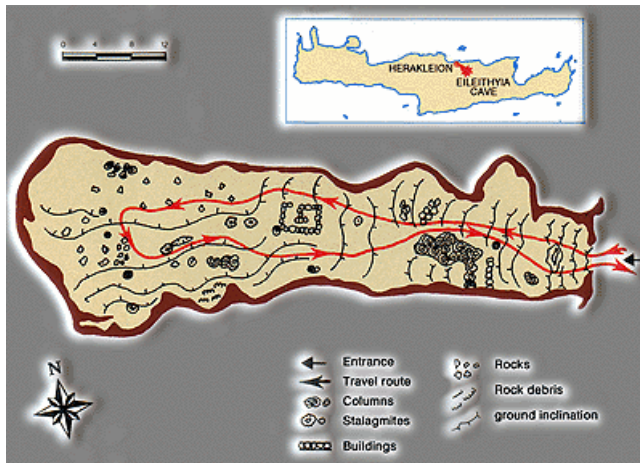 0 4 8 12
HERAKLEION
EILEITHYIA
CAVE
N
Entrance
Travel route
Columns
Stalagmites
Buildings
Rocks
Rock debris
ground inclination